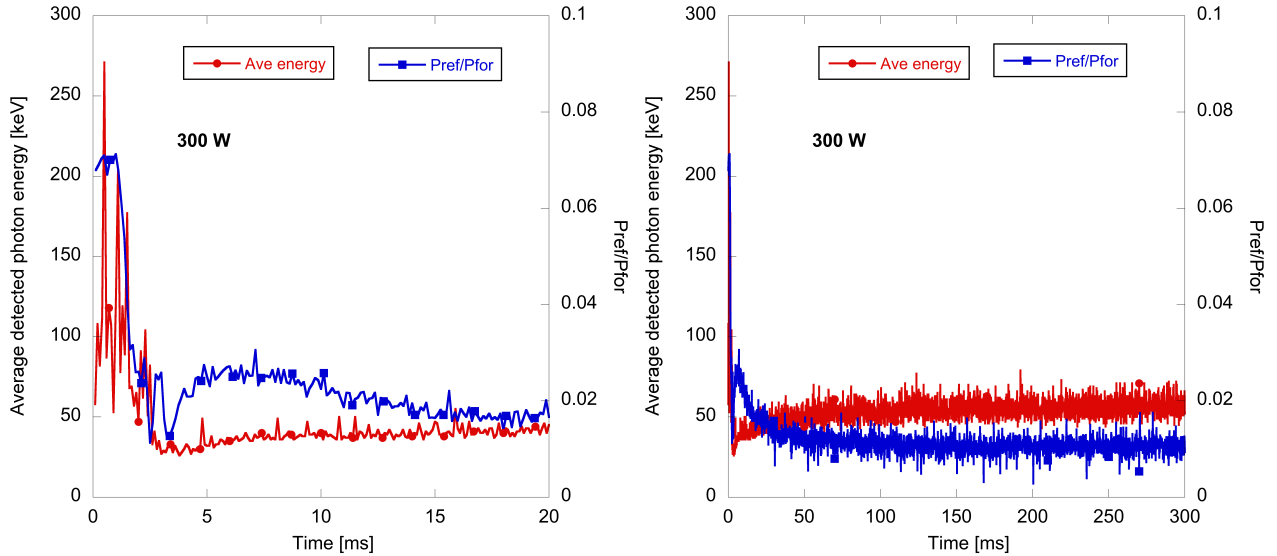 300
250
200
150
100
50
0
Average detected photon energy [keV]
Ave energy
Pref/Pfor
300 W
0.1
0.08
0.06
0.04
0.02
0
Pref/Pfor
0 5 10 15 20
Time [ms]
300
250
200
150
100
50
0
Average detected photon energy [keV]
Ave energy
Pref/Pfor
300 W
0.1
0.08
0.06
0.04
0.02
0
Pref/Pfor
0 50 100 150 200 250 300
Time [ms]